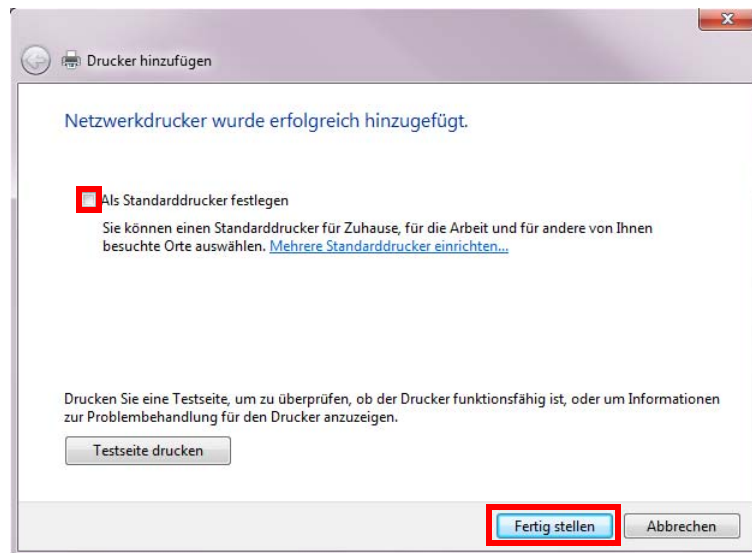 Drucker hinzufügen
Netzwerkdrucker wurde erfolgreich hinzugefügt.
Als Standarddrucker festlegen
Sie können einen Standarddrucker für Zuhause, für die Arbeit und für andere von Ihnen
besuchte Orte auswählen. Mehrere Standarddrucker einrichten...
Drucken Sie eine Testseite, um zu überprüfen, ob der Drucker funktionsfähig ist, oder um Informationen
zur Problembehandlung für den Drucker anzuzeigen.
Testseite drucken
Fertig stellen Abbrechen